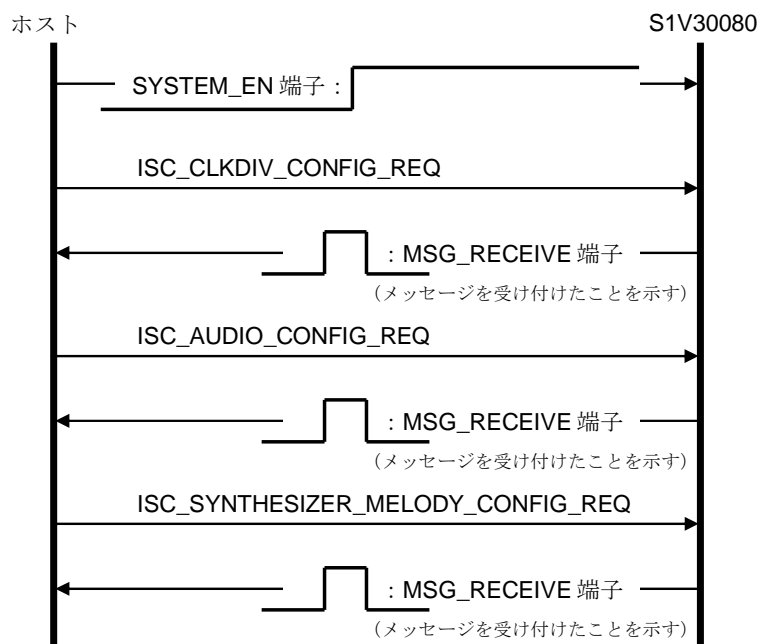 ホスト
S1V30080
SYSTEM_EN 端子：
ISC_CLKDIV_CONFIG_REQ
：MSG_RECEIVE 端子
（メッセージを受け付けたことを示す）
ISC_AUDIO_CONFIG_REQ
：MSG_RECEIVE 端子
（メッセージを受け付けたことを示す）
ISC_SYNTHESIZER_MELODY_CONFIG_REQ
：MSG_RECEIVE 端子
（メッセージを受け付けたことを示す）